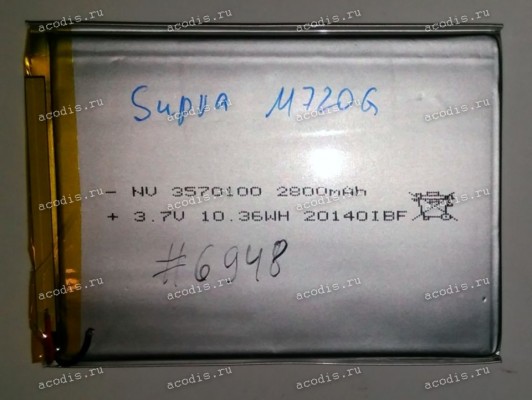 Supra M720G
- NV 3570100 2800mAh
+ 3.7V 10.36WH 20140IBF
#6948
acodis.ru